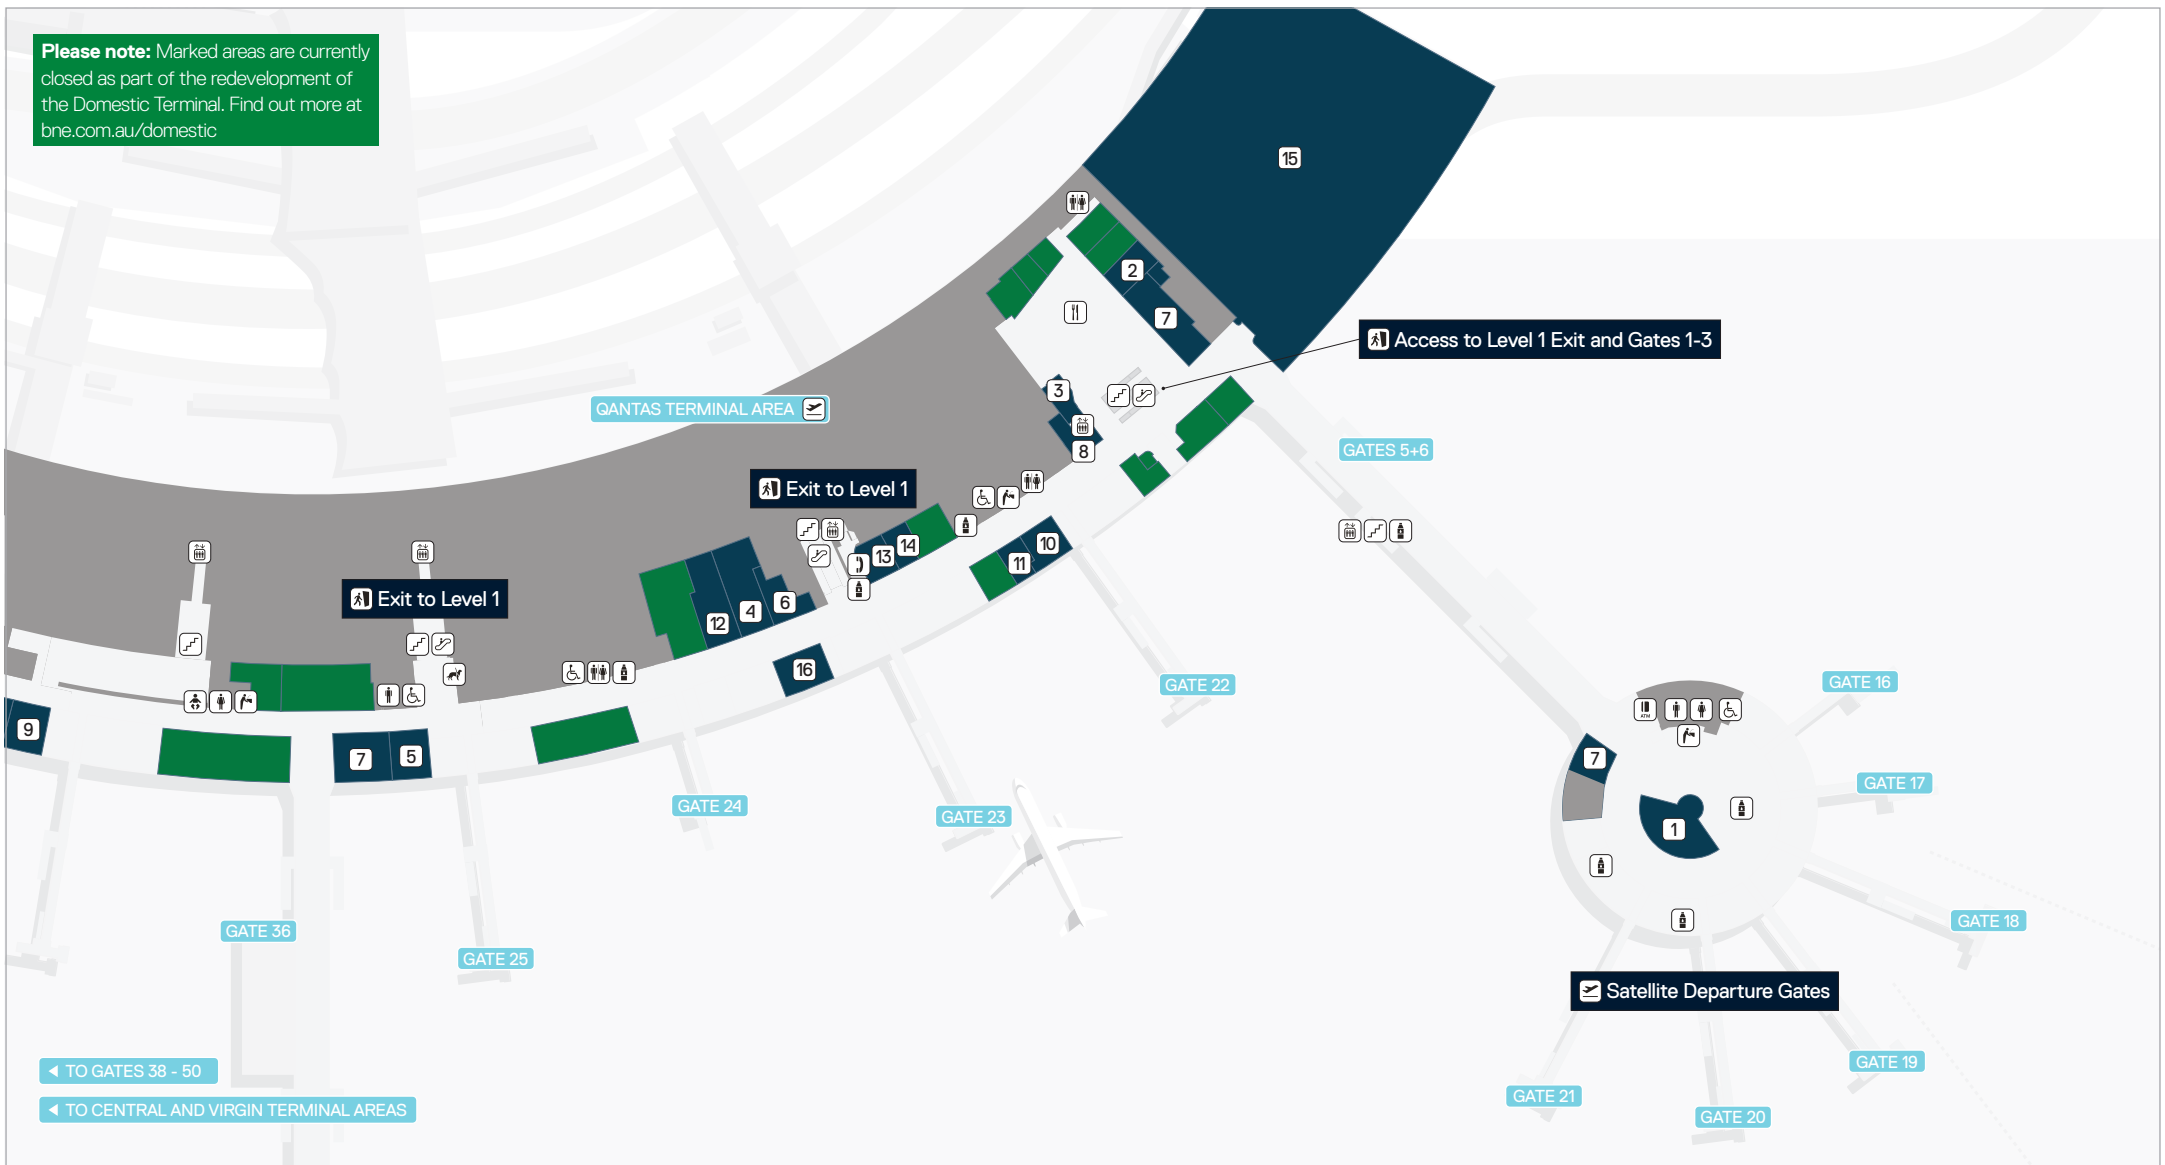 Please note: Marked areas are currently
closed as part of the redevelopment of
the Domestic Terminal. Find out more at
bne.com.au/domestic
15
2
7
Access to Level 1 Exit and Gates 1-3
3
QANTAS TERMINAL AREA
8
GATES 5+6
Exit to Level 1
14
13
10
11
Exit to Level 1
6
4
12
16
GATE 22
GATE 16
ATM
9
7
5
7
GATE 17
GATE 24
GATE 23
1
GATE 36
GATE 18
GATE 25
Satellite Departure Gates
TO GATES 38 - 50
GATE 19
GATE 21
TO CENTRAL AND VIRGIN TERMINAL AREAS
GATE 20